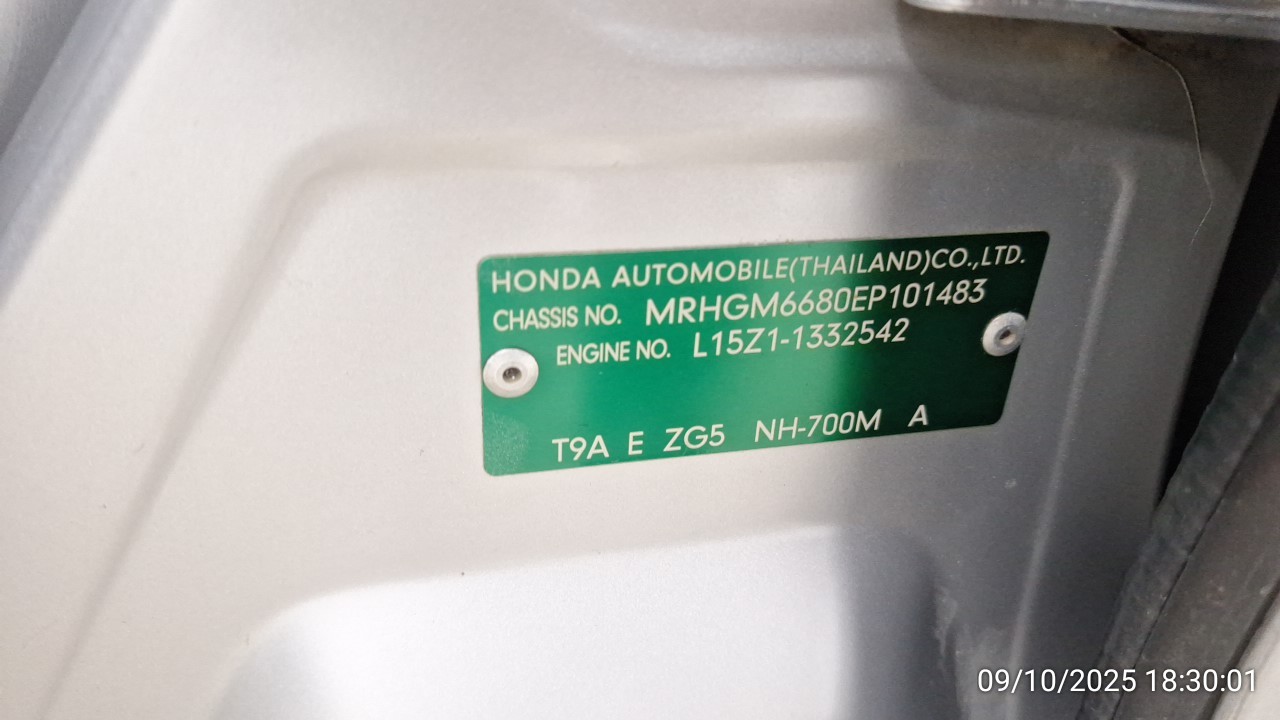 HONDA AUTOMOBILE(THAILAND)CO.,LTD.
CHASSIS NO. MRHGM6680EP101483
ENGINE NO. L15Z1-1332542
T9A E ZG5 NH-700M A
09/10/2025 18:30:01